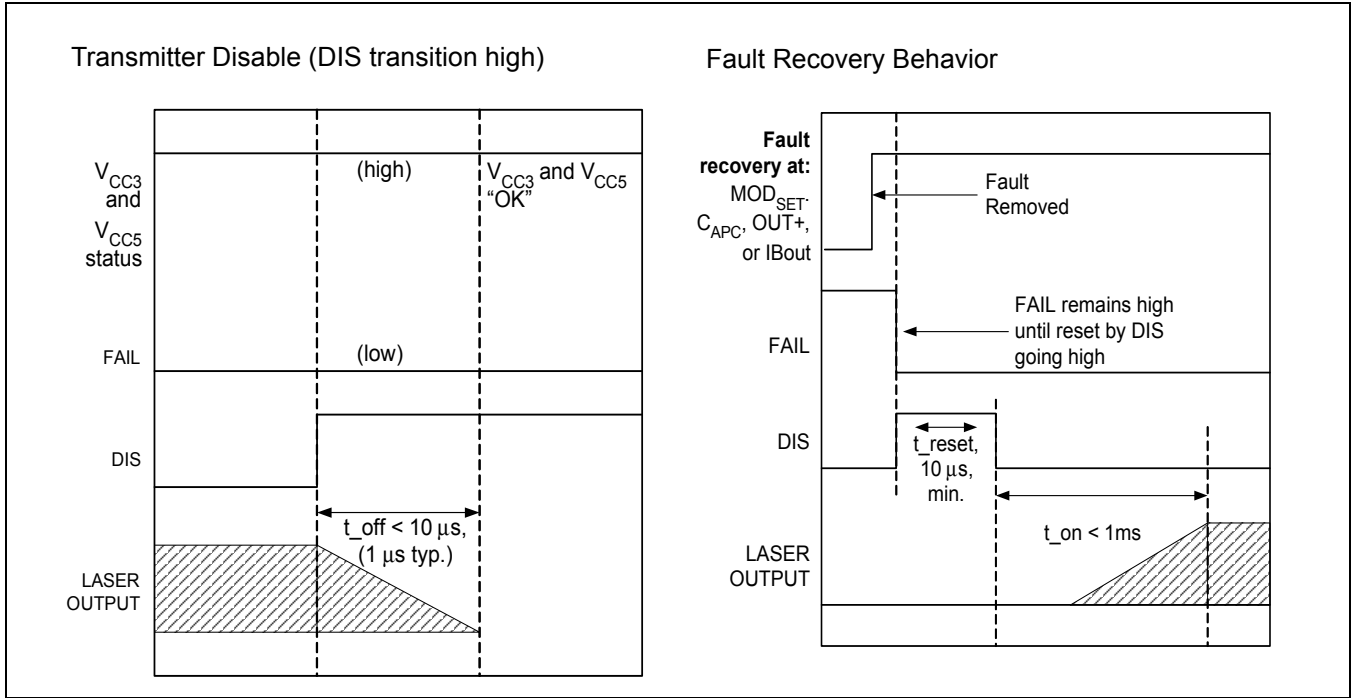 Transmitter Disable (DIS transition high)
VCC3
and
VCC5
status
(high)
VCC3 and VCC5
“OK”
FAIL
(low)
DIS
t_off < 10 μs,
(1 μs typ.)
LASER
OUTPUT
Fault Recovery Behavior
Fault
recovery at:
MODSET.
CAPC, OUT+,
or IBout
Fault
Removed
FAIL
FAIL remains high
until reset by DIS
going high
DIS
t_reset,
10 μs,
min.
t_on < 1ms
LASER
OUTPUT